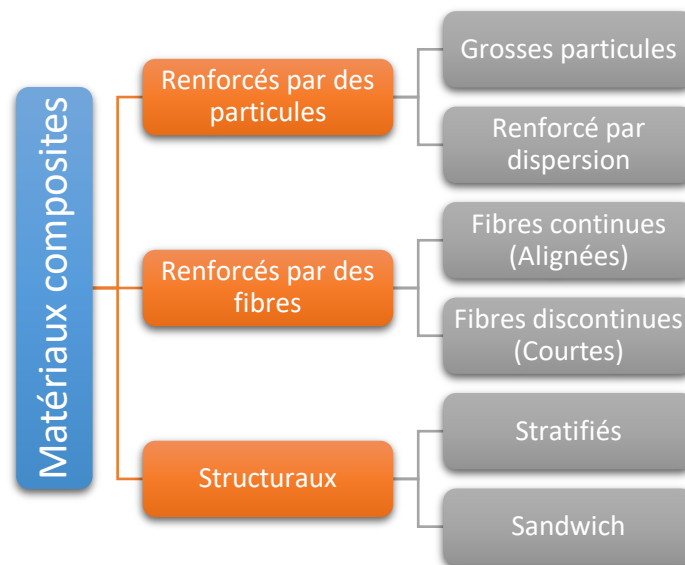 Matériaux composites
Renforcés par des
particules
Grosses particules
Renforcé par
dispersion
Renforcés par des
fibres
Fibres continues
(Alignées)
Fibres discontinues
(Courtes)
Structuraux
Stratifiés
Sandwich